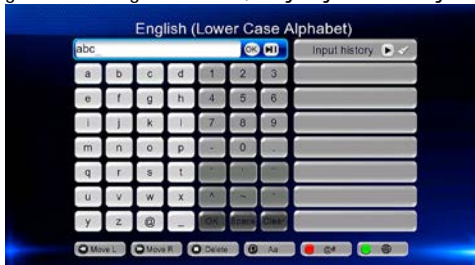 English (Lower Case Alphabet)
abc_ OK
Input history
a b c d 1 2 3
e f g h 4 5 6
i j k l 7 8 9
m n o p - 0 .
q r s t
u v w x ^ ~
y z @ _ OK Space Clear
Move L Move R Delete Aa @#